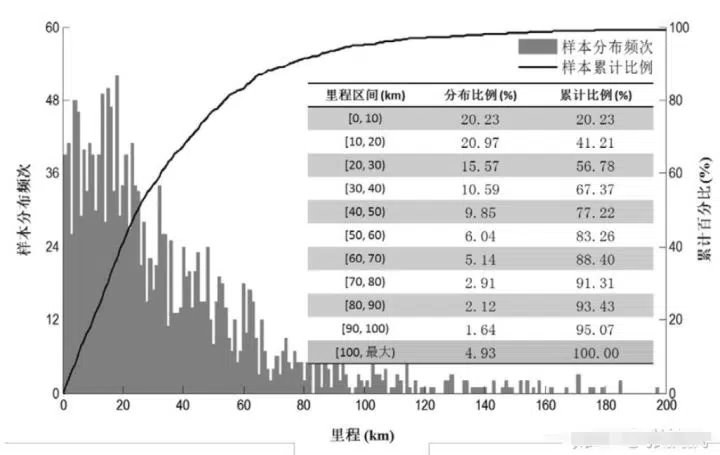 60
48
36
24
12
0
样本分布频次
100
80
60
40
20
0
累计百分比 (%)
样本分布频次
样本累计比例
里程区间 (km) 分布比例 (%) 累计比例 (%)
[0, 10) 20.23 20.23
[10, 20) 20.97 41.21
[20, 30) 15.57 56.78
[30, 40) 10.59 67.37
[40, 50) 9.85 77.22
[50, 60) 6.04 83.26
[60, 70) 5.14 88.40
[70, 80) 2.91 91.31
[80, 90) 2.12 93.43
[90, 100) 1.64 95.07
[100, 最大) 4.93 100.00
0 20 40 60 80 100 120 140 160 180 200
里程 (km)